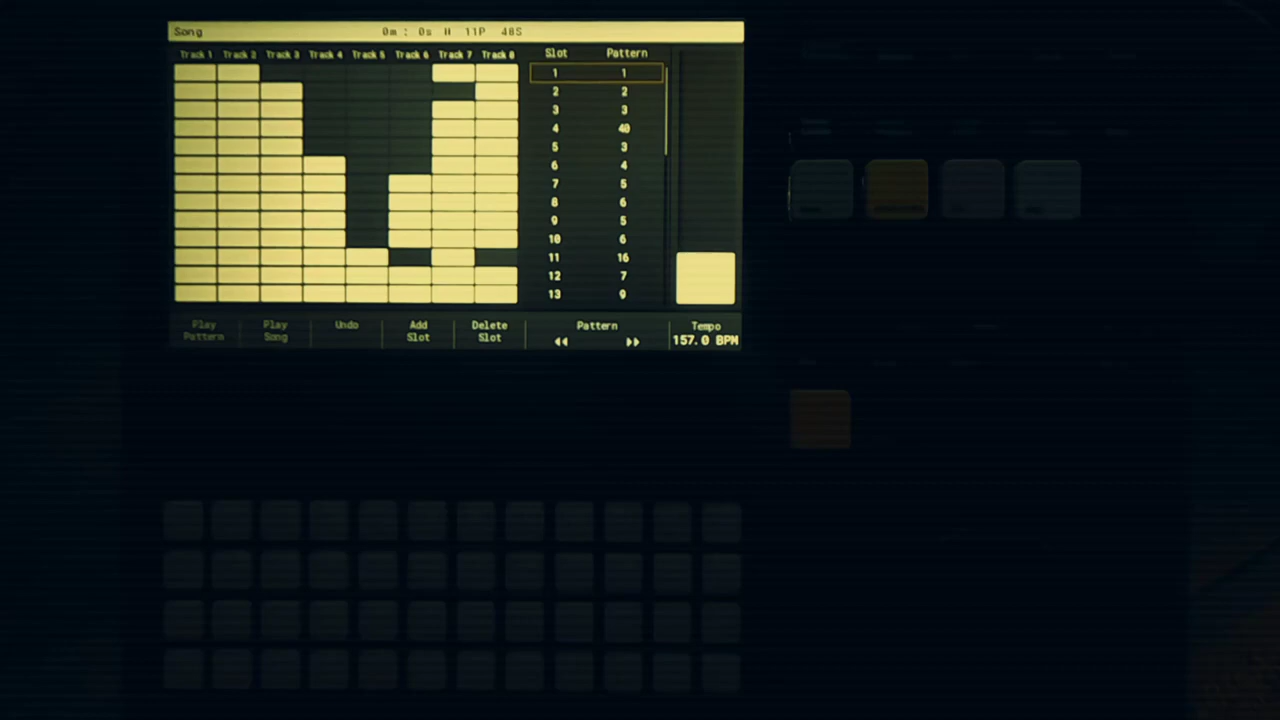 Song 0m : 0s 11P 48S
Track 1 Track 2 Track 3 Track 4 Track 5 Track 6 Track 7 Track 8 Slot Pattern
1 1
2 2
3 3
4 40
5 3
6 4
7 5
8 6
9 5
10 6
11 16
12 7
13 9
Play Pattern
Play Song
Undo
Add Slot
Delete Slot
Pattern
Tempo
157.0 BPM